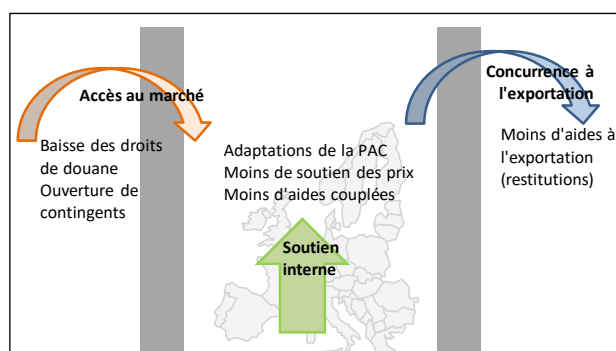 Accès au marché
Baisse des droits
de douane
Ouverture de
contingents
Adaptations de la PAC
Moins de soutien des prix
Moins d'aides couplées
Soutien
interne
Concurrence à
l'exportation
Moins d'aides à
l'exportation
(restitutions)